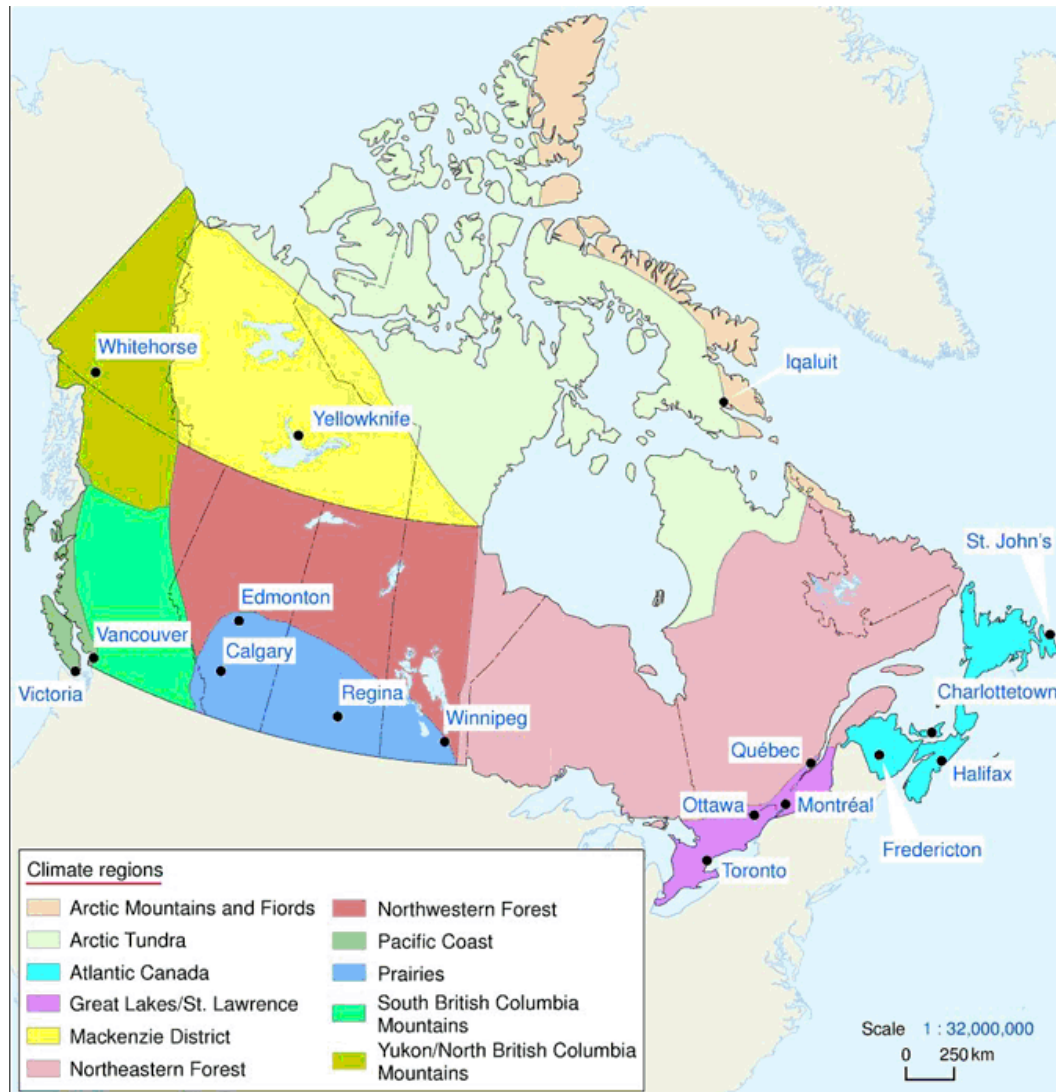 Whitehorse
Yellowknife
Iqaluit
St. John's
Edmonton
Vancouver
Calgary
Victoria
Regina
Winnipeg
Charlottetown
Québec
Halifax
Ottawa
Montréal
Fredericton
Toronto
Climate regions
Arctic Mountains and Fiords
Arctic Tundra
Atlantic Canada
Great Lakes/St. Lawrence
Mackenzie District
Northeastern Forest
Northwestern Forest
Pacific Coast
Prairies
South British Columbia
Mountains
Yukon/North British Columbia
Mountains
Scale 1 : 32,000,000
0 250 km